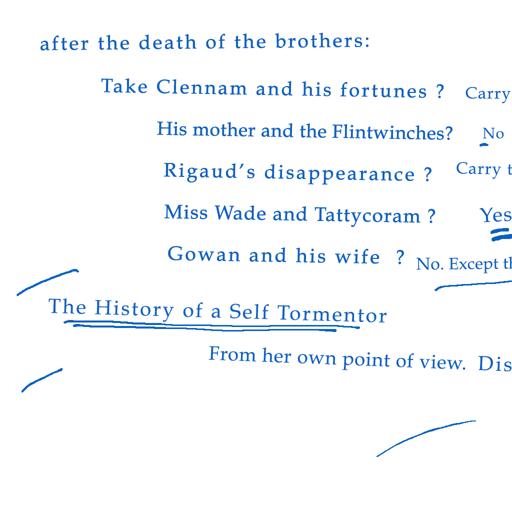 after the death of the brothers:
Take Clennam and his fortunes ? Carry
His mother and the Flintwinches? No
Rigaud's disappearance ? Carry t
Miss Wade and Tattycoram ? Yes
Gowan and his wife ? No. Except th
The History of a Self Tormentor
From her own point of view. Dis